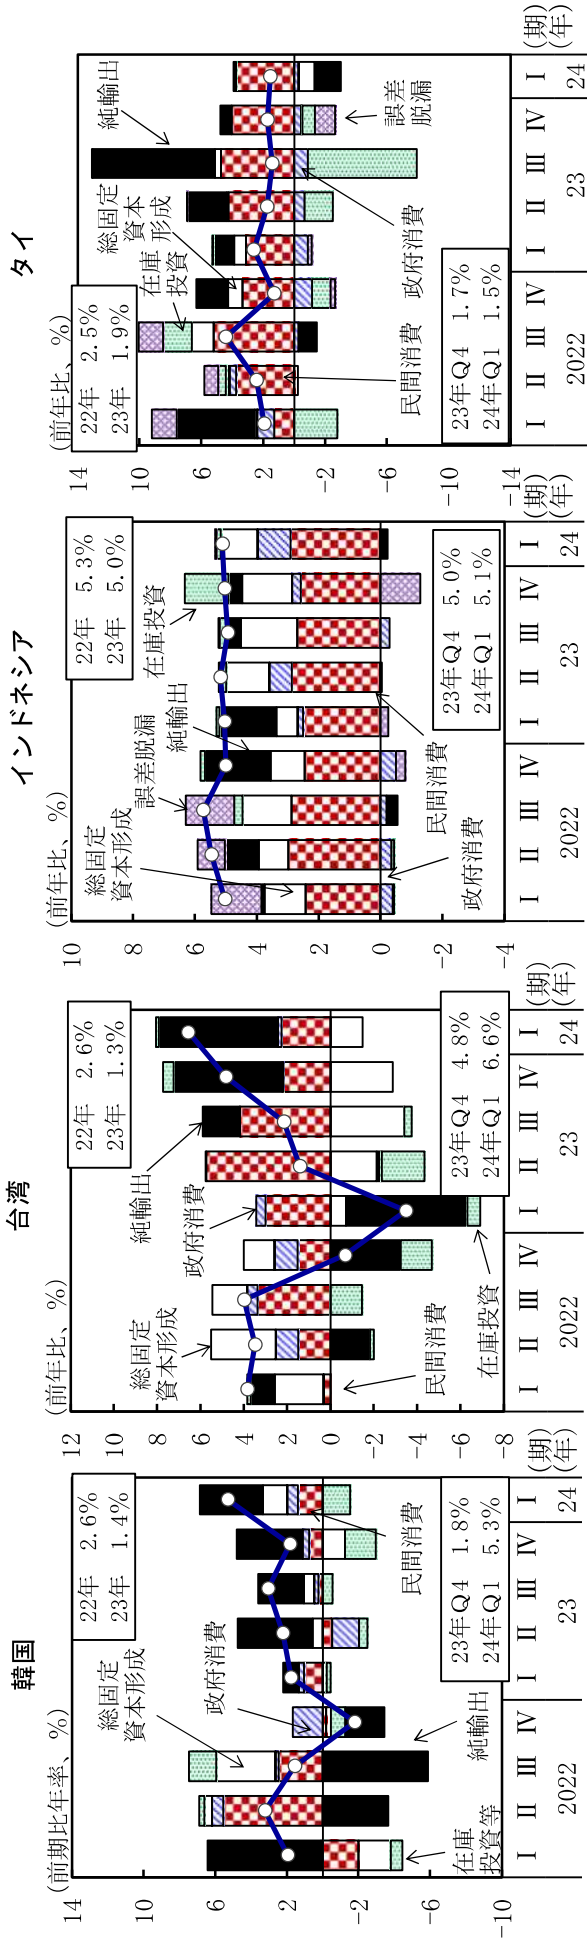 韓国
(前期比年率、%)
22年 2.6%
23年 1.4%
14
10
6
2
-2
-6
-10
総固定
資本形成
政府消費
民間消費
純輸出
在庫
投資等
23年Q4 1.8%
24年Q1 5.3%
I II III IV I II III IV I (期)
2022 23 24 (年)
台湾
(前年比、%)
22年 2.6%
23年 1.3%
12
10
8
6
4
2
0
-2
-4
-6
-8
総固定
資本形成
政府消費
純輸出
民間消費
在庫投資
23年Q4 4.8%
24年Q1 6.6%
I II III IV I II III IV I (期)
2022 23 24 (年)
インドネシア
(前年比、%)
22年 5.3%
23年 5.0%
10
8
6
4
2
0
-2
-4
総固定
資本形成
誤差脱漏
純輸出
在庫投資
政府消費
民間消費
23年Q4 5.0%
24年Q1 5.1%
I II III IV I II III IV I (期)
2022 23 24 (年)
タイ
(前年比、%)
22年 2.5%
23年 1.9%
14
10
6
2
-2
-6
-10
-14
在庫
投資
総固定
資本
形成
純輸出
民間消費
政府消費
誤差
脱漏
23年Q4 1.7%
24年Q1 1.5%
I II III IV I II III IV I (期)
2022 23 24 (年)